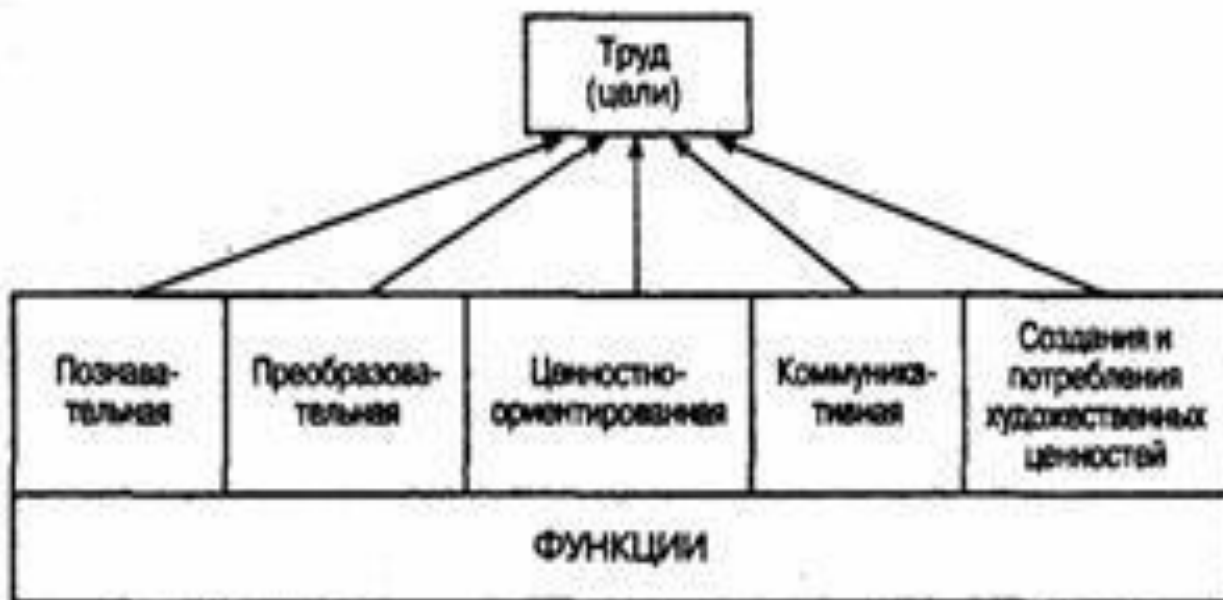 Труд
(цели)
Познава-
тельная
Преобразова-
тельная
Ценностно-
ориентированная
Коммуника-
тивная
Создания и
потребления
художественных
ценностей
ФУНКЦИИ